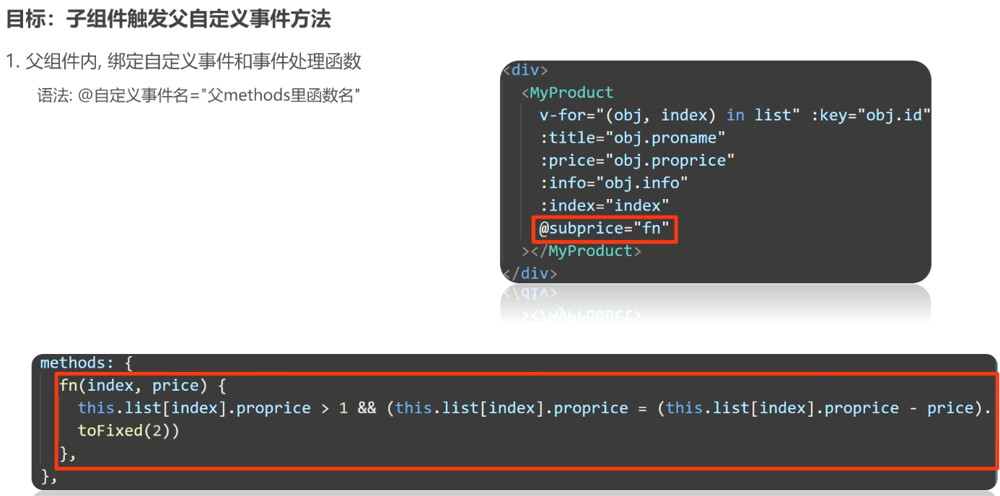 目标：子组件触发父自定义事件方法
1. 父组件内, 绑定自定义事件和事件处理函数
语法: @自定义事件名="父methods里函数名"
<div>
<MyProduct
v-for="(obj, index) in list" :key="obj.id"
:title="obj.proname"
:price="obj.proprice"
:info="obj.info"
:index="index"
@subprice="fn"
></MyProduct>
</div>
methods: {
fn(index, price) {
this.list[index].proprice > 1 && (this.list[index].proprice = (this.list[index].proprice - price).
toFixed(2))
},
},